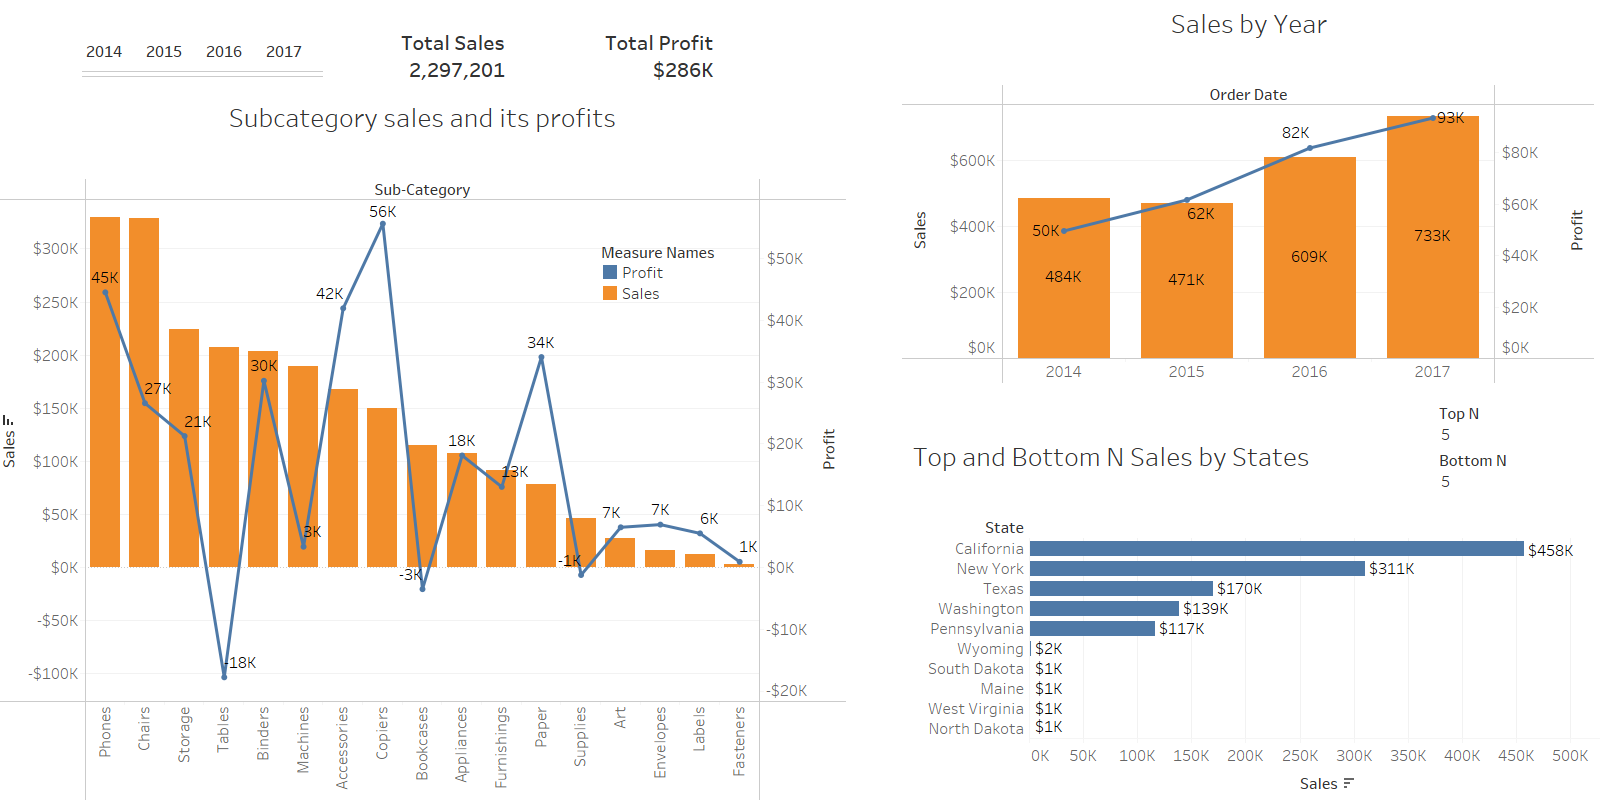 2014 2015 2016 2017
Total Sales
2,297,201
Total Profit
$286K
Subcategory sales and its profits
Sub-Category
Measure Names
Profit
Sales
Sales
$300K
$250K
$200K
$150K
$100K
$50K
$0K
-$50K
-$100K
45K
27K
21K
-18K
30K
3K
42K
56K
-3K
18K
13K
34K
-1K
7K
7K
6K
1K
$50K
$40K
$30K
$20K
$10K
$0K
-$10K
-$20K
Profit
Phones
Chairs
Storage
Tables
Binders
Machines
Accessories
Copiers
Bookcases
Appliances
Furnishings
Paper
Supplies
Art
Envelopes
Labels
Fasteners
Sales by Year
Order Date
Sales
$600K
$400K
$200K
$0K
50K
62K
82K
93K
484K
471K
609K
733K
$80K
$60K
$40K
$20K
$0K
Profit
2014 2015 2016 2017
Top N
5
Bottom N
5
Top and Bottom N Sales by States
State
California $458K
New York $311K
Texas $170K
Washington $139K
Pennsylvania $117K
Wyoming $2K
South Dakota $1K
Maine $1K
West Virginia $1K
North Dakota $1K
0K 50K 100K 150K 200K 250K 300K 350K 400K 450K 500K
Sales